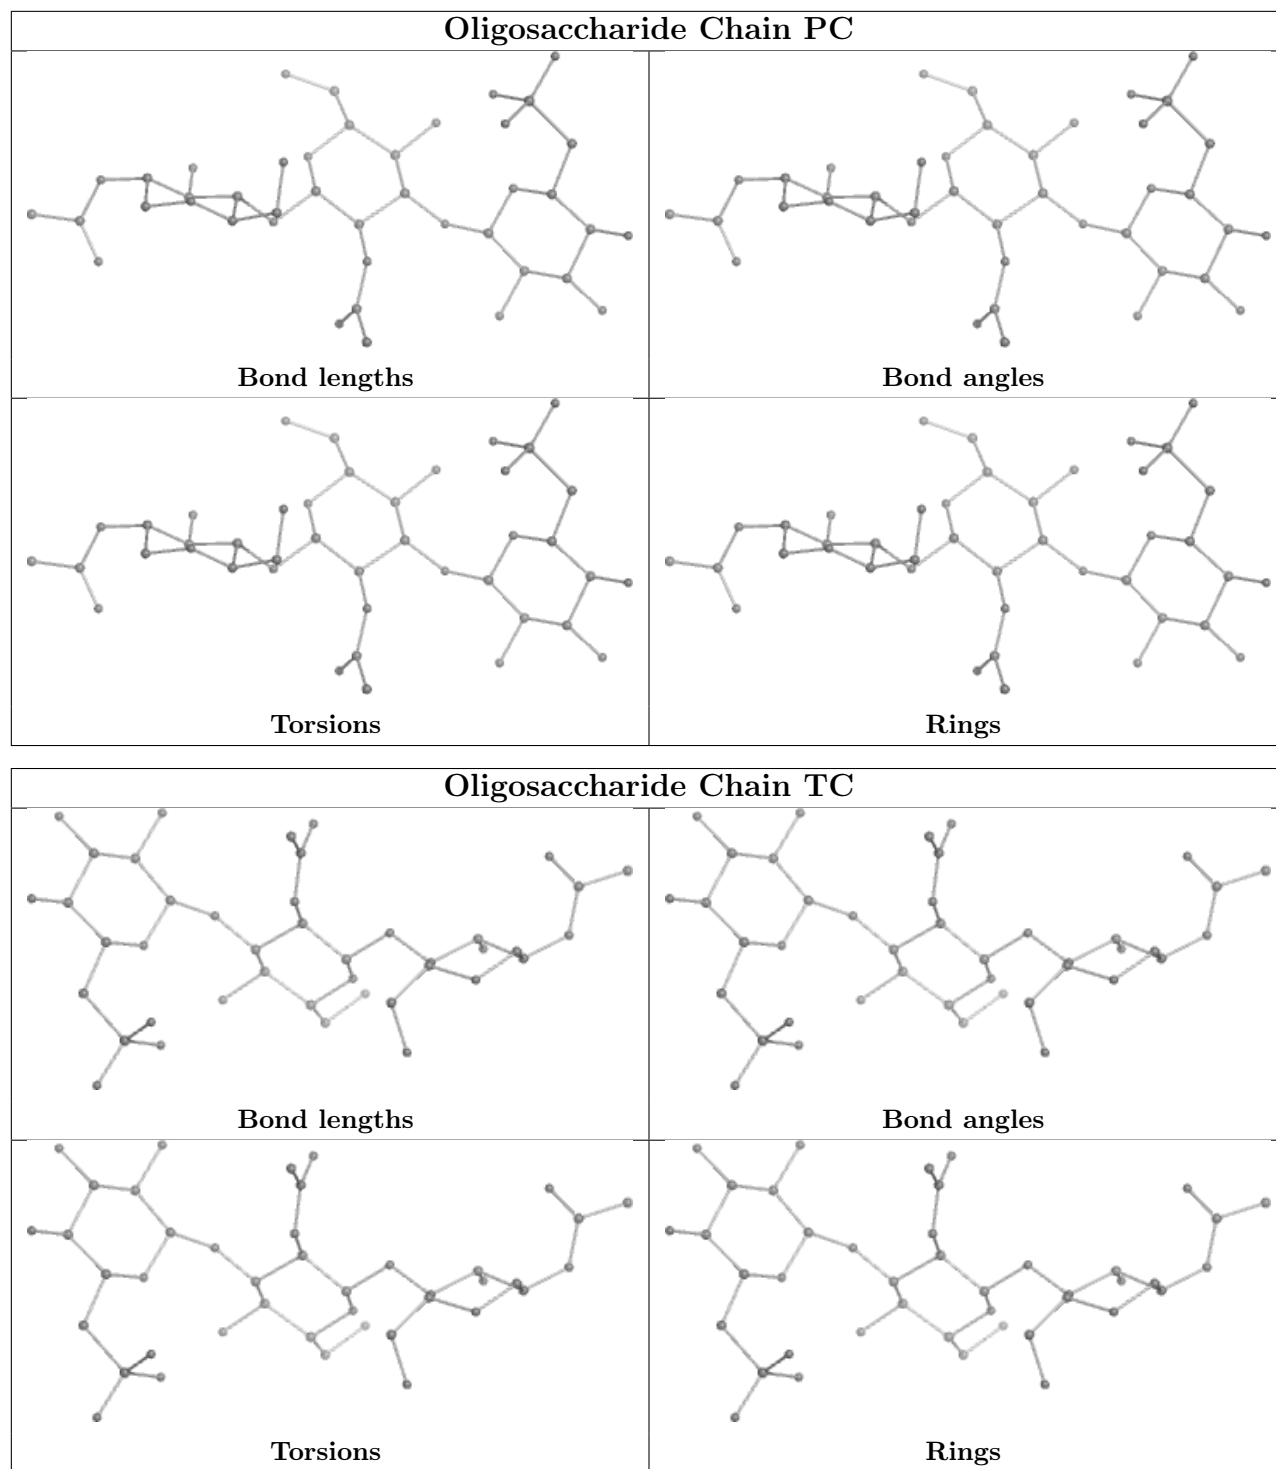 Oligosaccharide Chain PC
Bond lengths
Bond angles
Torsions
Rings
Oligosaccharide Chain TC
Bond lengths
Bond angles
Torsions
Rings